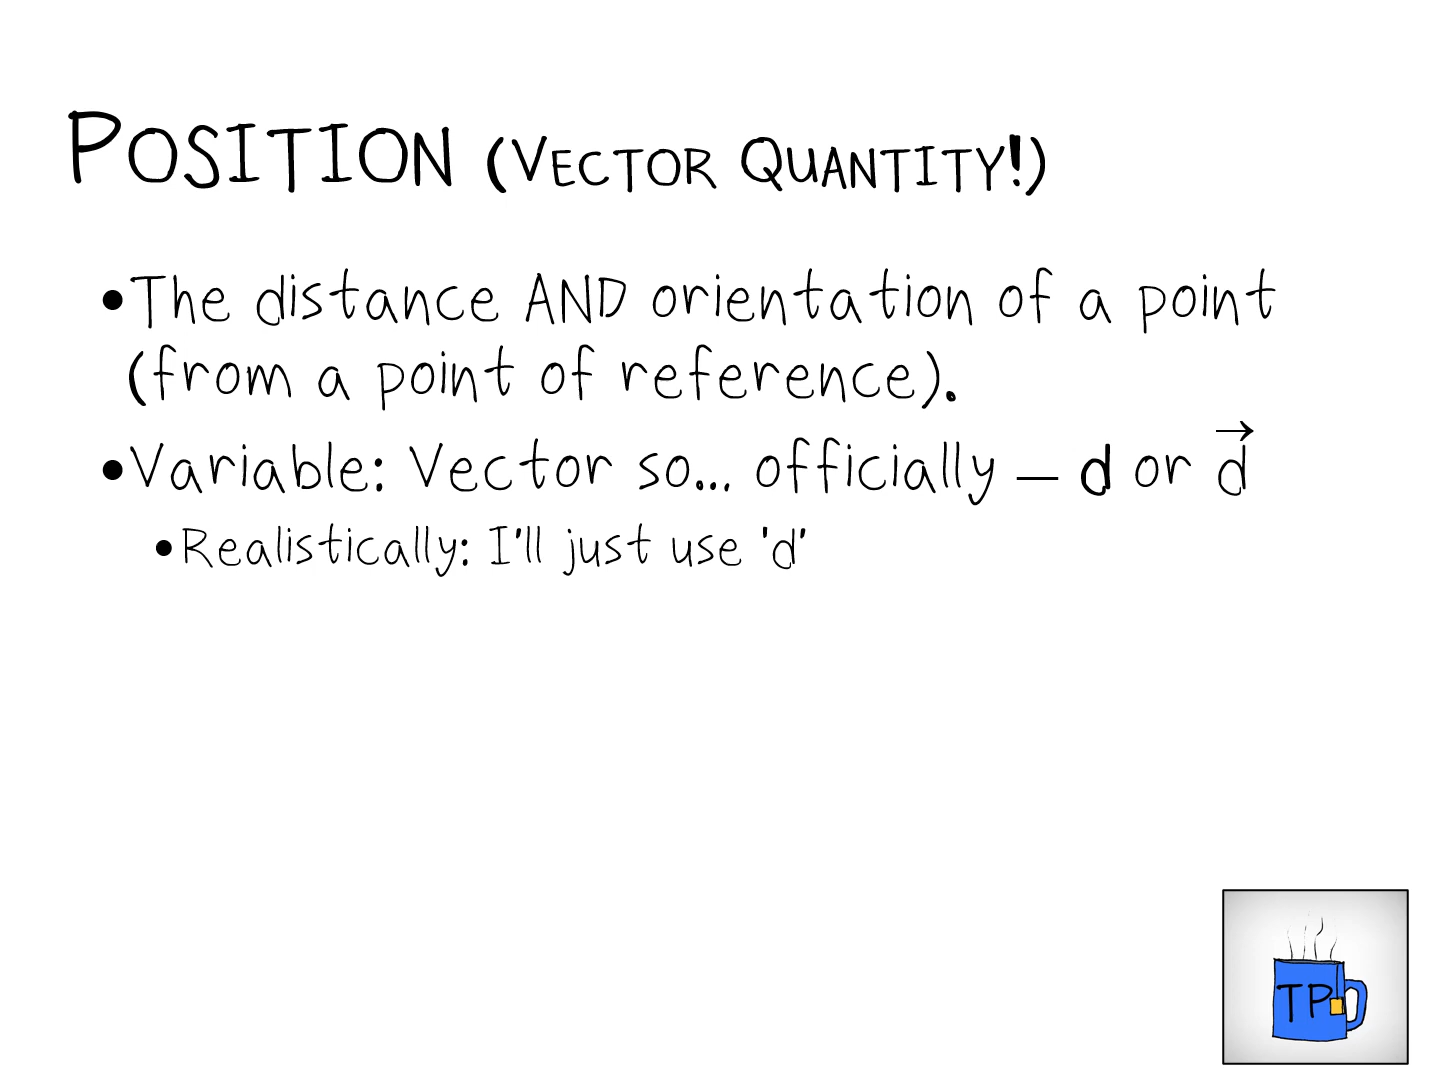 POSITION (VECTOR QUANTITY!)
•The distance AND orientation of a point
(from a point of reference).
•Variable: Vector so... officially – d or d⃗
•Realistically: I'll just use 'd'
TP